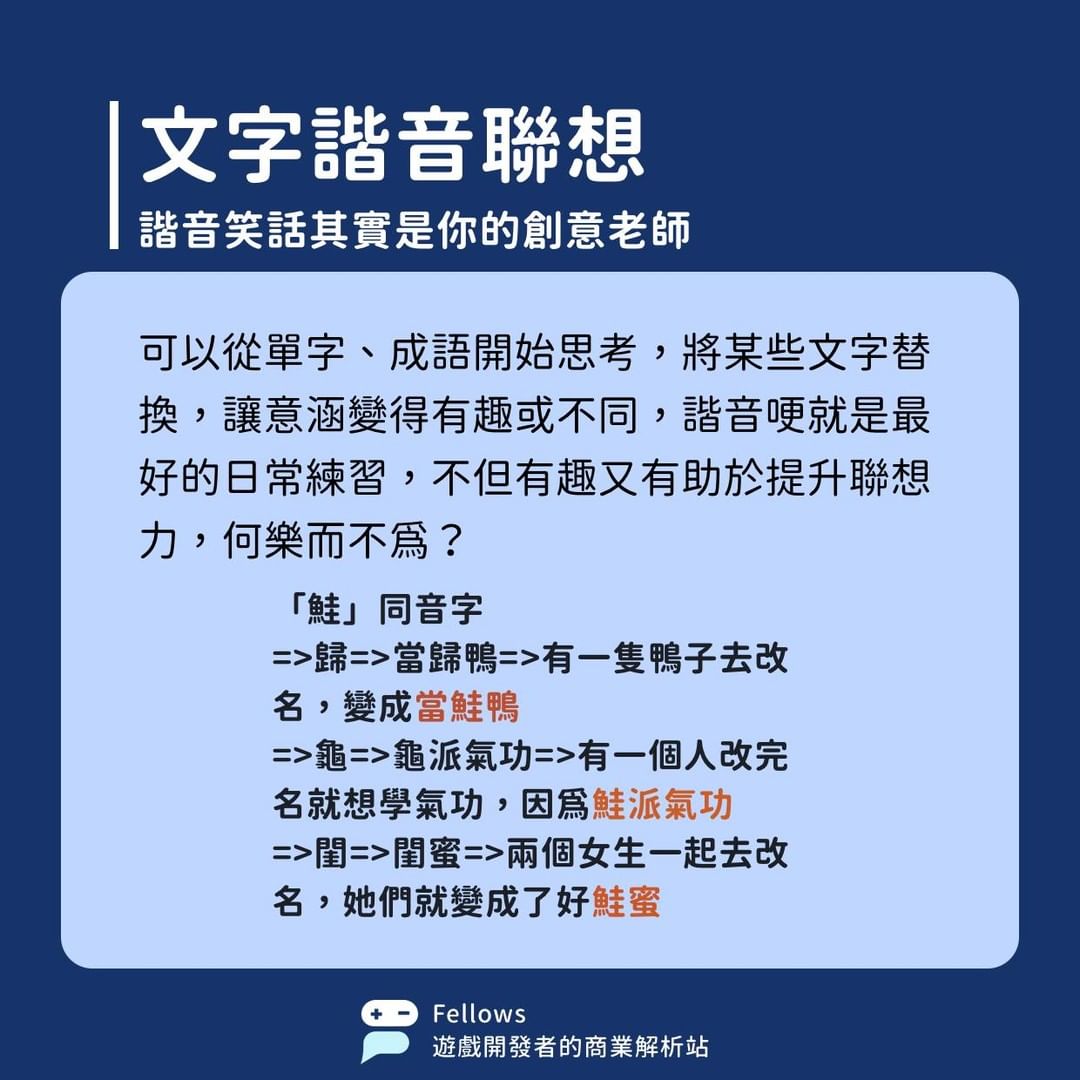 文字諧音聯想
諧音笑話其實是你的創意老師
可以從單字、成語開始思考，將某些文字替
換，讓意涵變得有趣或不同，諧音哽就是最
好的日常練習，不但有趣又有助於提升聯想
力，何樂而不爲？
「鮭」同音字
=>歸=>當歸鴨=>有一隻鴨子去改
名，變成當鮭鴨
=>龜=>龜派氣功=>有一個人改完
名就想學氣功，因爲鮭派氣功
=>閨=>閨蜜=>兩個女生一起去改
名，她們就變成了好鮭蜜
Fellows
遊戲開發者的商業解析站